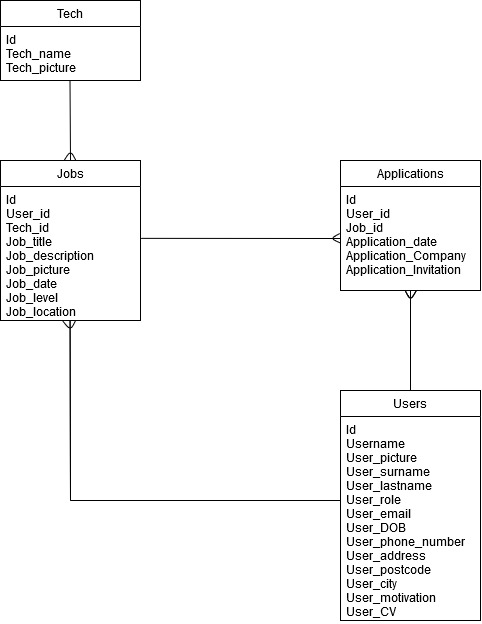 Tech
Id
Tech_name
Tech_picture
Jobs
Id
User_id
Tech_id
Job_title
Job_description
Job_picture
Job_date
Job_level
Job_location
Applications
Id
User_id
Job_id
Application_date
Application_Company
Application_Invitation
Users
Id
Username
User_picture
User_surname
User_lastname
User_role
User_email
User_DOB
User_phone_number
User_address
User_postcode
User_city
User_motivation
User_CV